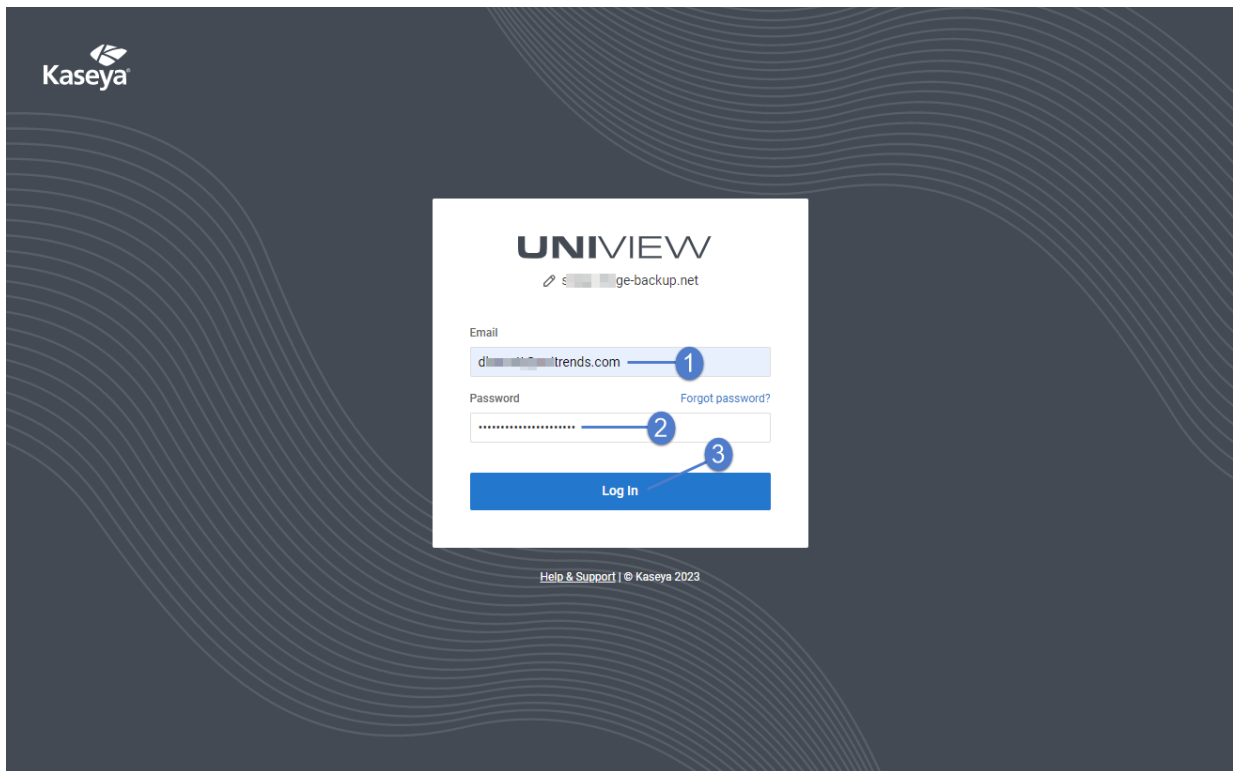 Kaseya
UNIVIEW
ge-backup.net
Email
trends.com
1
Password Forgot password?
2
3
Log In
Help & Support | © Kaseya 2023